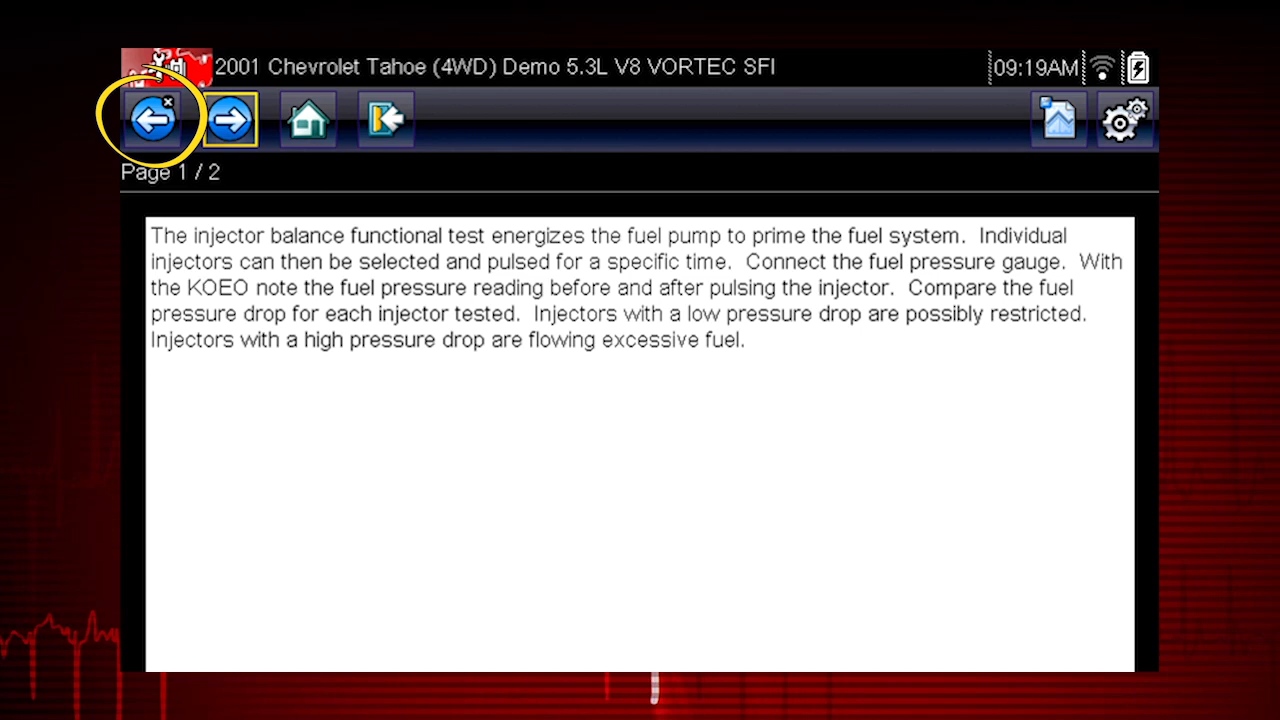 2001 Chevrolet Tahoe (4WD) Demo 5.3L V8 VORTEC SFI 09:19AM
Page 1 / 2
The injector balance functional test energizes the fuel pump to prime the fuel system. Individual
injectors can then be selected and pulsed for a specific time. Connect the fuel pressure gauge. With
the KOEO note the fuel pressure reading before and after pulsing the injector. Compare the fuel
pressure drop for each injector tested. Injectors with a low pressure drop are possibly restricted.
Injectors with a high pressure drop are flowing excessive fuel.